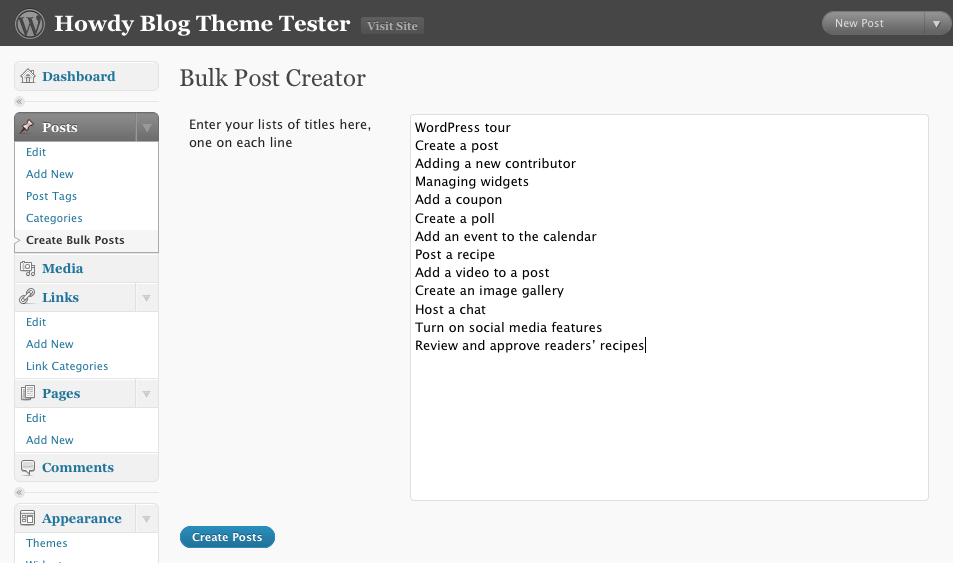 Howdy Blog Theme Tester Visit Site
New Post
Dashboard
Posts
Edit
Add New
Post Tags
Categories
Create Bulk Posts
Media
Links
Edit
Add New
Link Categories
Pages
Edit
Add New
Comments
Appearance
Themes
Bulk Post Creator
Enter your lists of titles here,
one on each line
WordPress tour
Create a post
Adding a new contributor
Managing widgets
Add a coupon
Create a poll
Add an event to the calendar
Post a recipe
Add a video to a post
Create an image gallery
Host a chat
Turn on social media features
Review and approve readers’ recipes
Create Posts